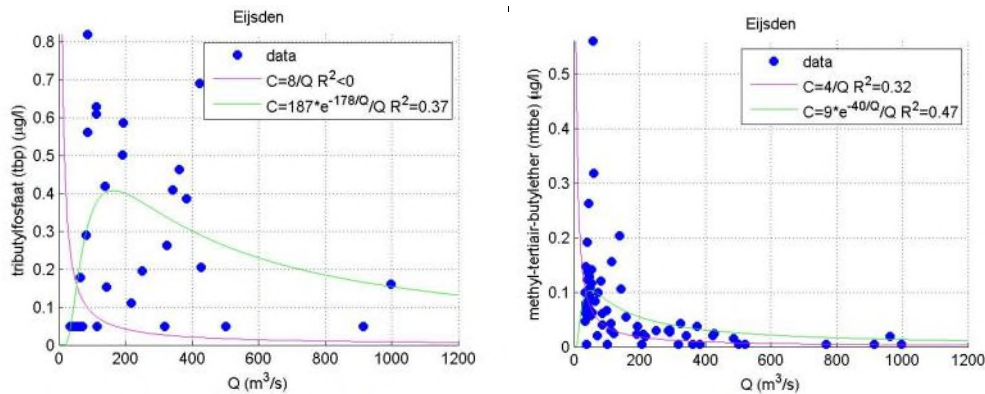 Eijsden
tributylfosfaat (tbp) (µg/l)
0.8
0.7
0.6
0.5
0.4
0.3
0.2
0.1
0
data
C=8/Q R²<0
C=187*e^-178/Q/Q R²=0.37
0 200 400 600 800 1000 1200
Q (m³/s)
Eijsden
methyl-tertiair-butylether (mtbe) (µg/l)
0.5
0.4
0.3
0.2
0.1
0
data
C=4/Q R²=0.32
C=9*e^-40/Q/Q R²=0.47
0 200 400 600 800 1000 1200
Q (m³/s)